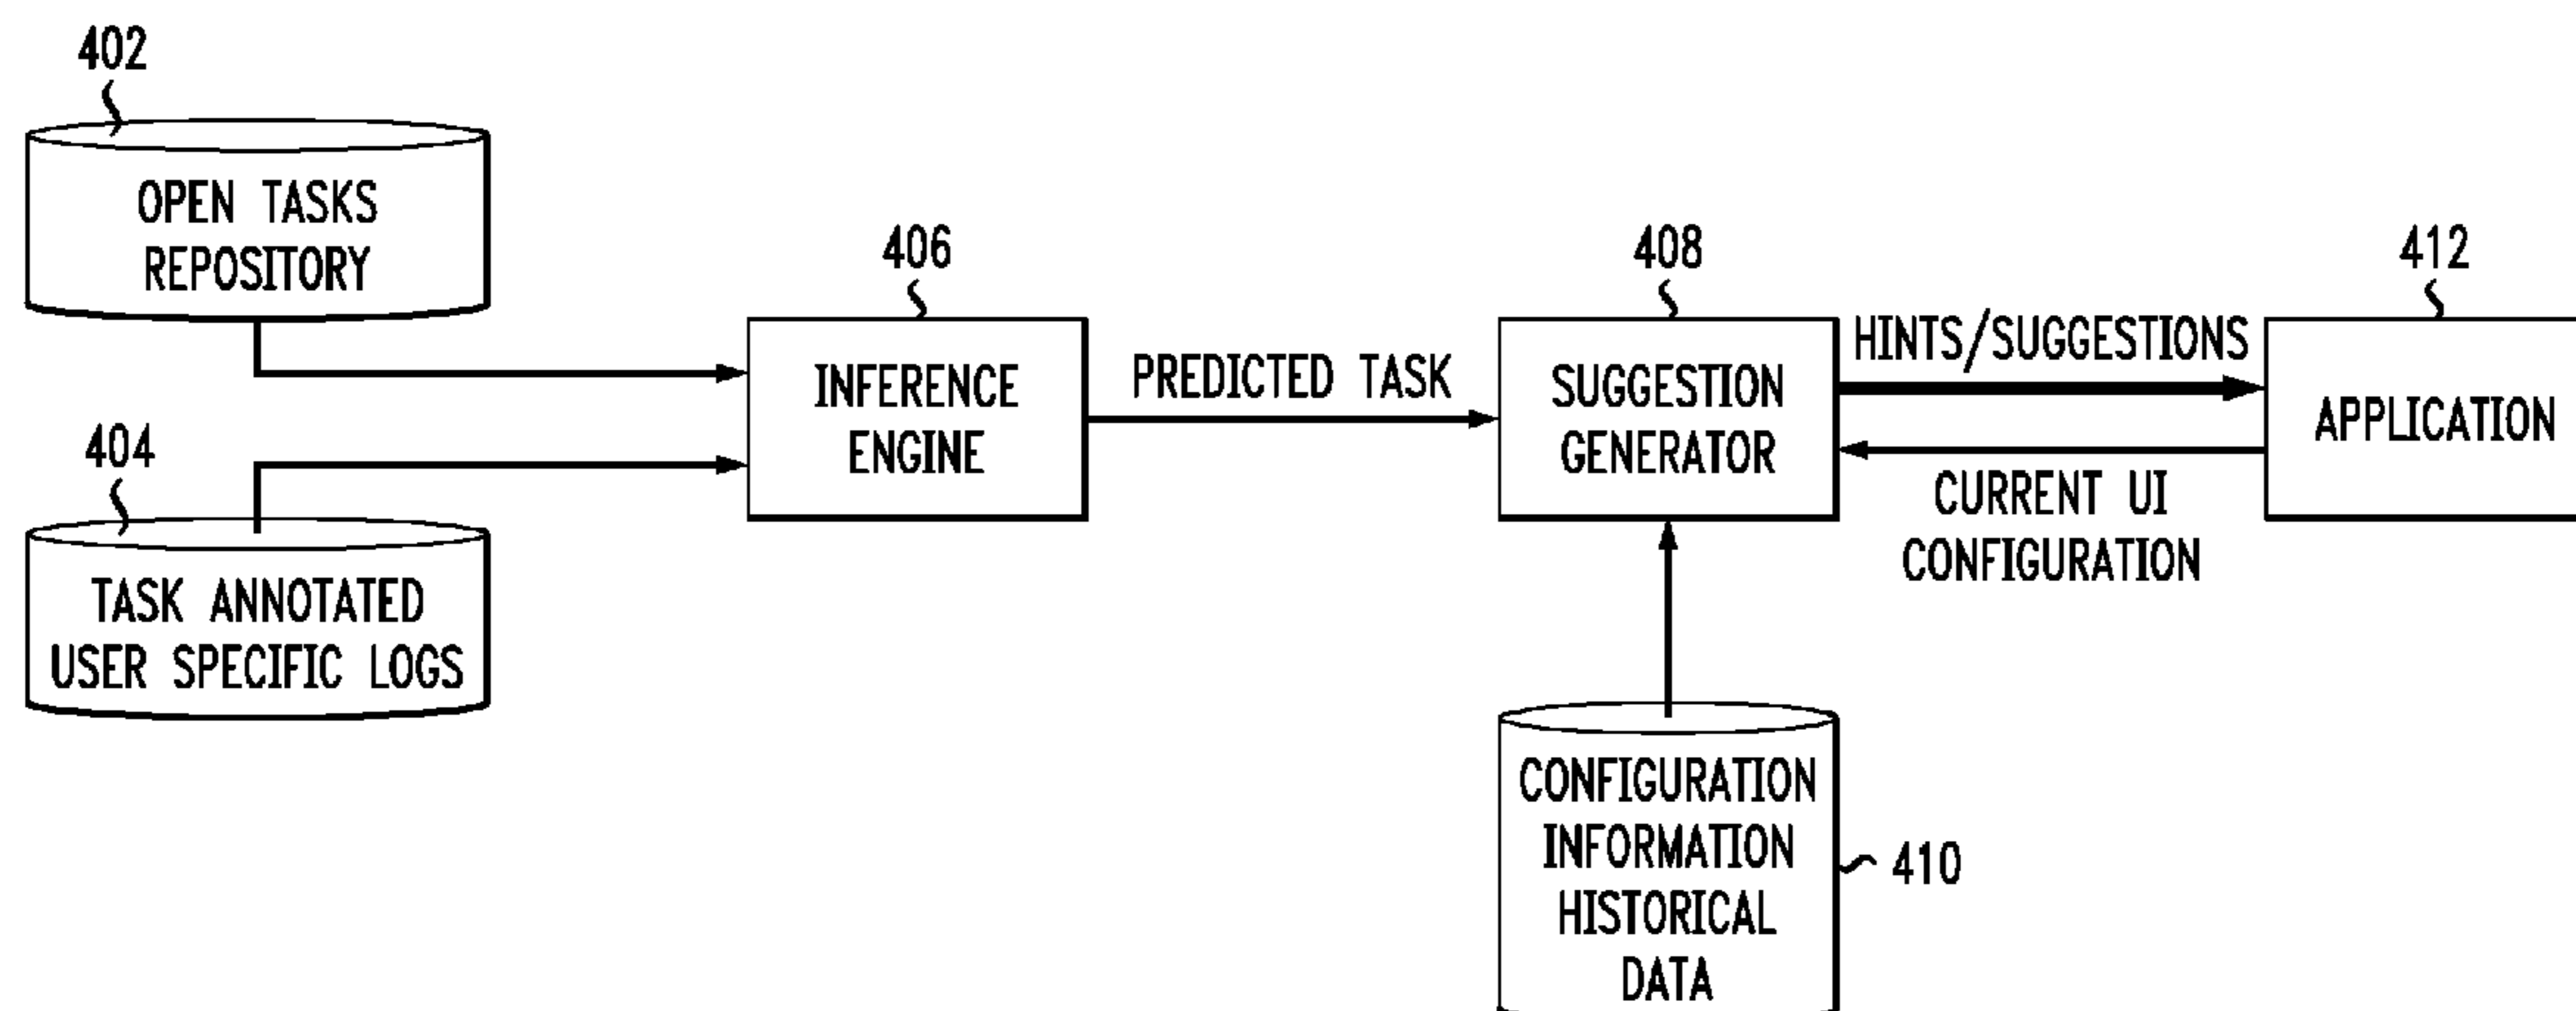 402
OPEN TASKS
REPOSITORY
404
TASK ANNOTATED
USER SPECIFIC LOGS
406
INFERENCE
ENGINE
PREDICTED TASK
408
SUGGESTION
GENERATOR
HINTS/SUGGESTIONS
CURRENT UI
CONFIGURATION
412
APPLICATION
CONFIGURATION
INFORMATION
HISTORICAL
DATA
410